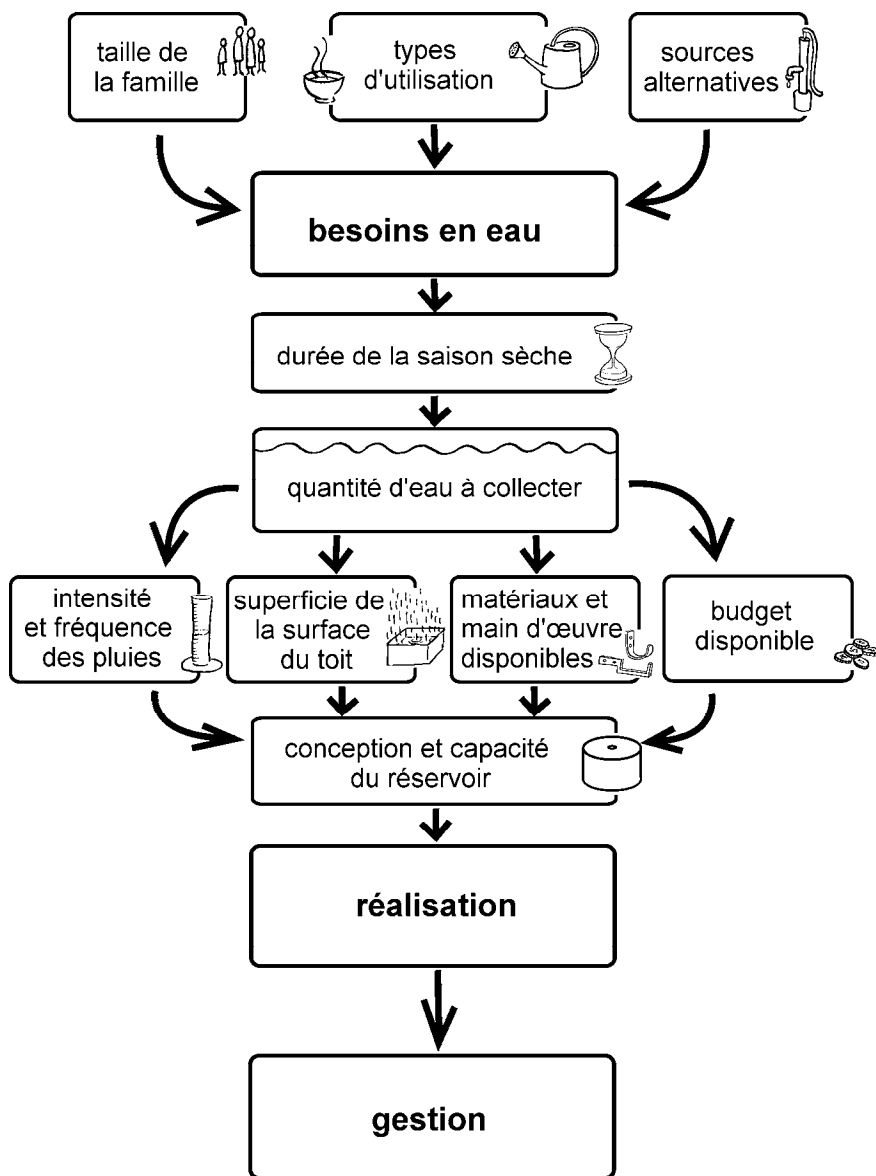 taille de
la famille
types
d'utilisation
sources
alternatives
besoins en eau
durée de la saison sèche
quantité d'eau à collecter
intensité
et fréquence
des pluies
superficie de
la surface
du toit
matériaux et
main d'œuvre
disponibles
budget
disponible
conception et capacité
du réservoir
réalisation
gestion